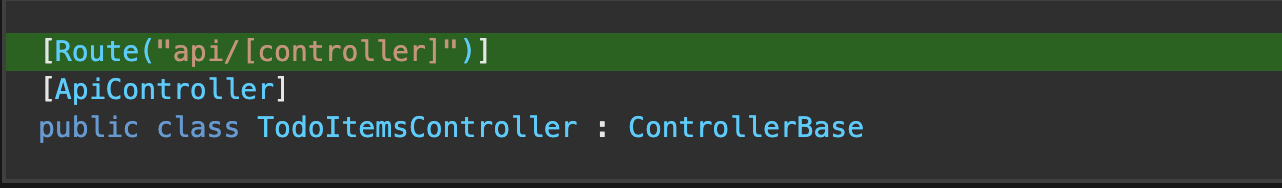 [Route("api/[controller]")]
[ApiController]
public class TodoItemsController : ControllerBase